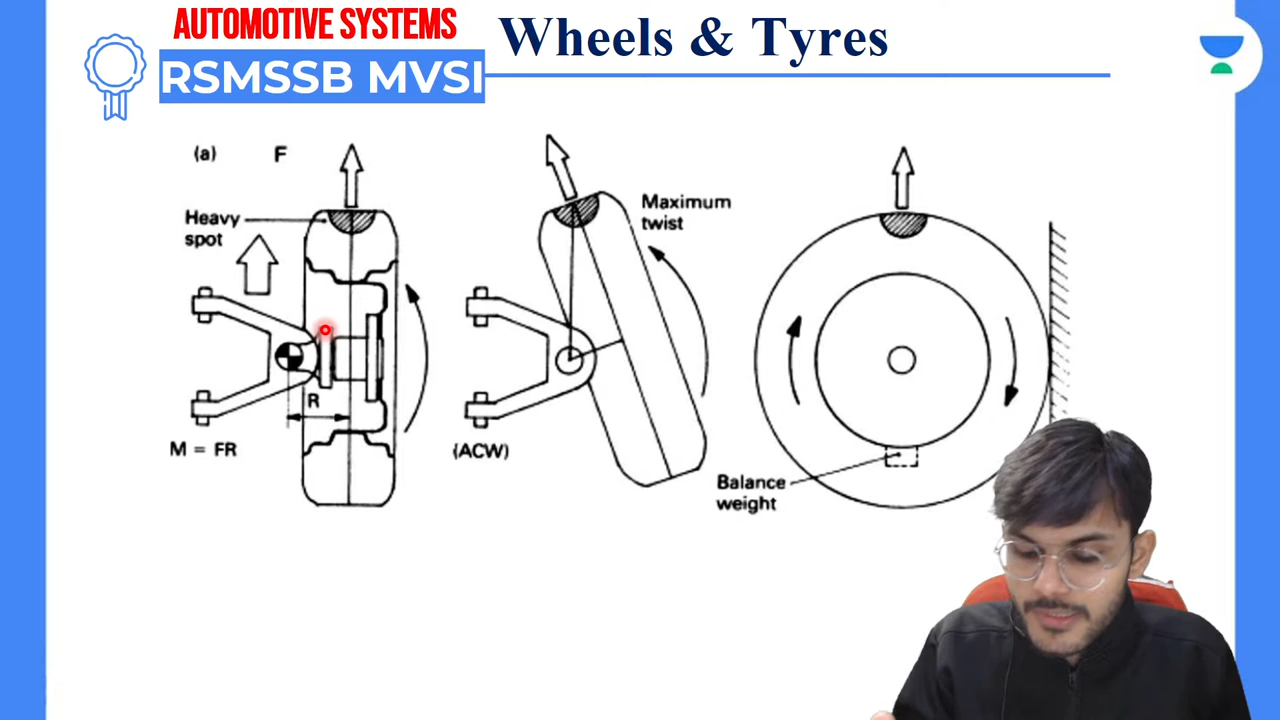 AUTOMOTIVE SYSTEMS
RSMSSB MVSI
Wheels & Tyres
(a)
F
Heavy
spot
R
M = FR
Maximum
twist
(ACW)
Balance
weight